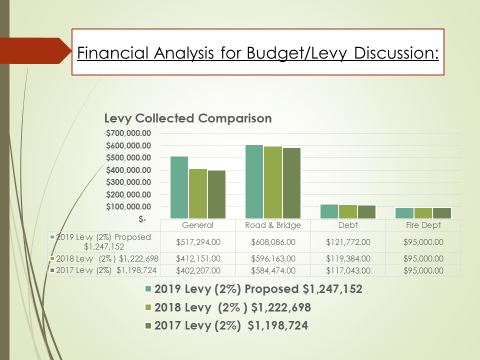 Financial Analysis for Budget/Levy Discussion:
Levy Collected Comparison
$700,000.00
$600,000.00
$500,000.00
$400,000.00
$300,000.00
$200,000.00
$100,000.00
$-
General Road & Bridge Debt Fire Dept
2019 Levy (2%) Proposed
$1,247,152 $517,294.00 $608,086.00 $121,772.00 $95,000.00
2018 Levy (2% ) $1,222,698 $412,151.00 $596,163.00 $119,384.00 $95,000.00
2017 Levy (2%) $1,198,724 $402,207.00 $584,474.00 $117,043.00 $95,000.00
2019 Levy (2%) Proposed $1,247,152
2018 Levy (2% ) $1,222,698
2017 Levy (2%) $1,198,724